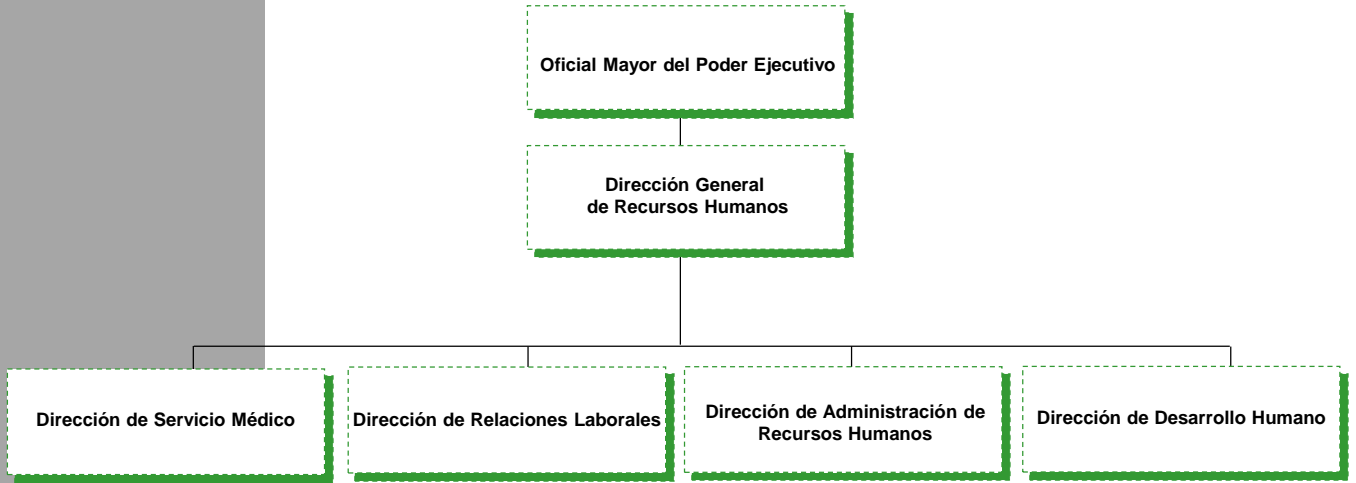 Oficial Mayor del Poder Ejecutivo
Dirección General
de Recursos Humanos
Dirección de Servicio Médico
Dirección de Relaciones Laborales
Dirección de Administración de
Recursos Humanos
Dirección de Desarrollo Humano